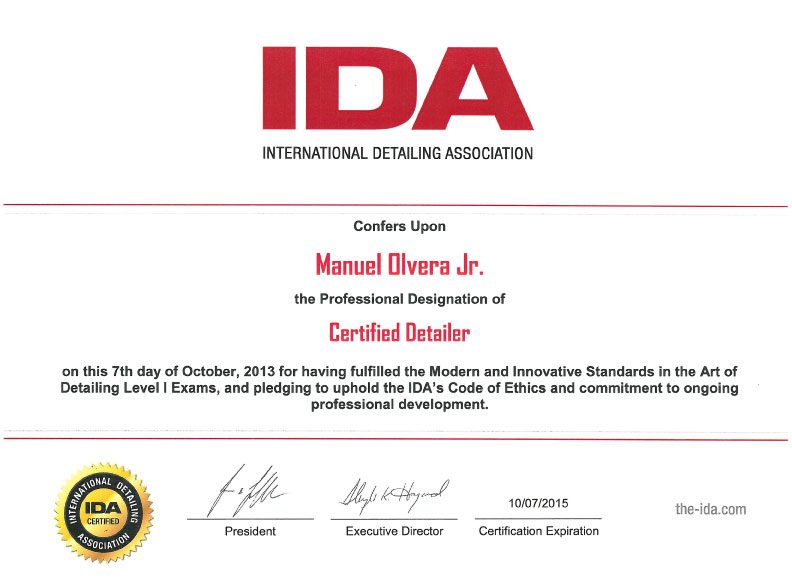 IDA
INTERNATIONAL DETAILING ASSOCIATION
Confers Upon
Manuel Olvera Jr.
the Professional Designation of
Certified Detailer
on this 7th day of October, 2013 for having fulfilled the Modern and Innovative Standards in the Art of
Detailing Level I Exams, and pledging to uphold the IDA's Code of Ethics and commitment to ongoing
professional development.
INTERNATIONAL DETAILING
IDA
CERTIFIED
ASSOCIATION
10/07/2015
President
Executive Director
Certification Expiration
the-ida.com